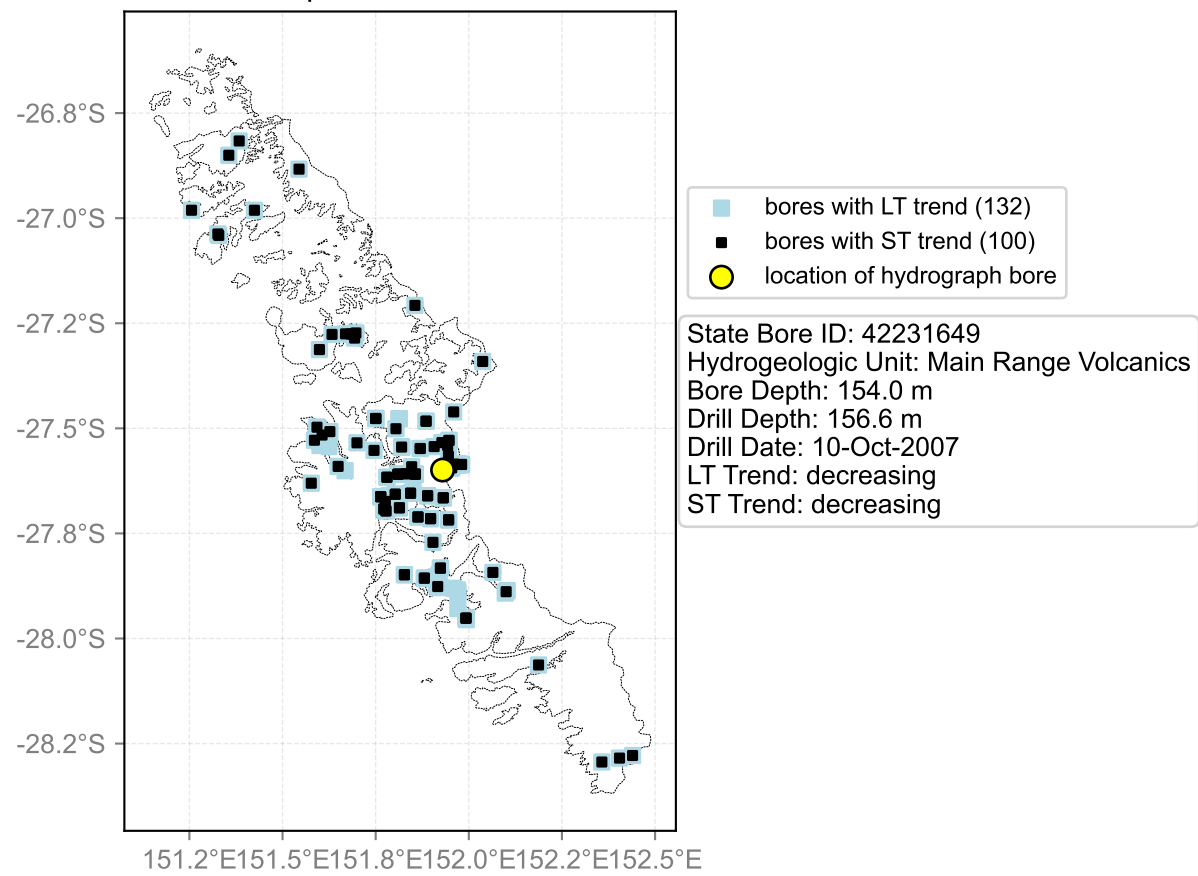 -26.8°S
-27.0°S
-27.2°S
-27.5°S
-27.8°S
-28.0°S
-28.2°S
151.2°E151.5°E151.8°E152.0°E152.2°E152.5°E
bores with LT trend (132)
bores with ST trend (100)
location of hydrograph bore
State Bore ID: 42231649
Hydrogeologic Unit: Main Range Volcanics
Bore Depth: 154.0 m
Drill Depth: 156.6 m
Drill Date: 10-Oct-2007
LT Trend: decreasing
ST Trend: decreasing